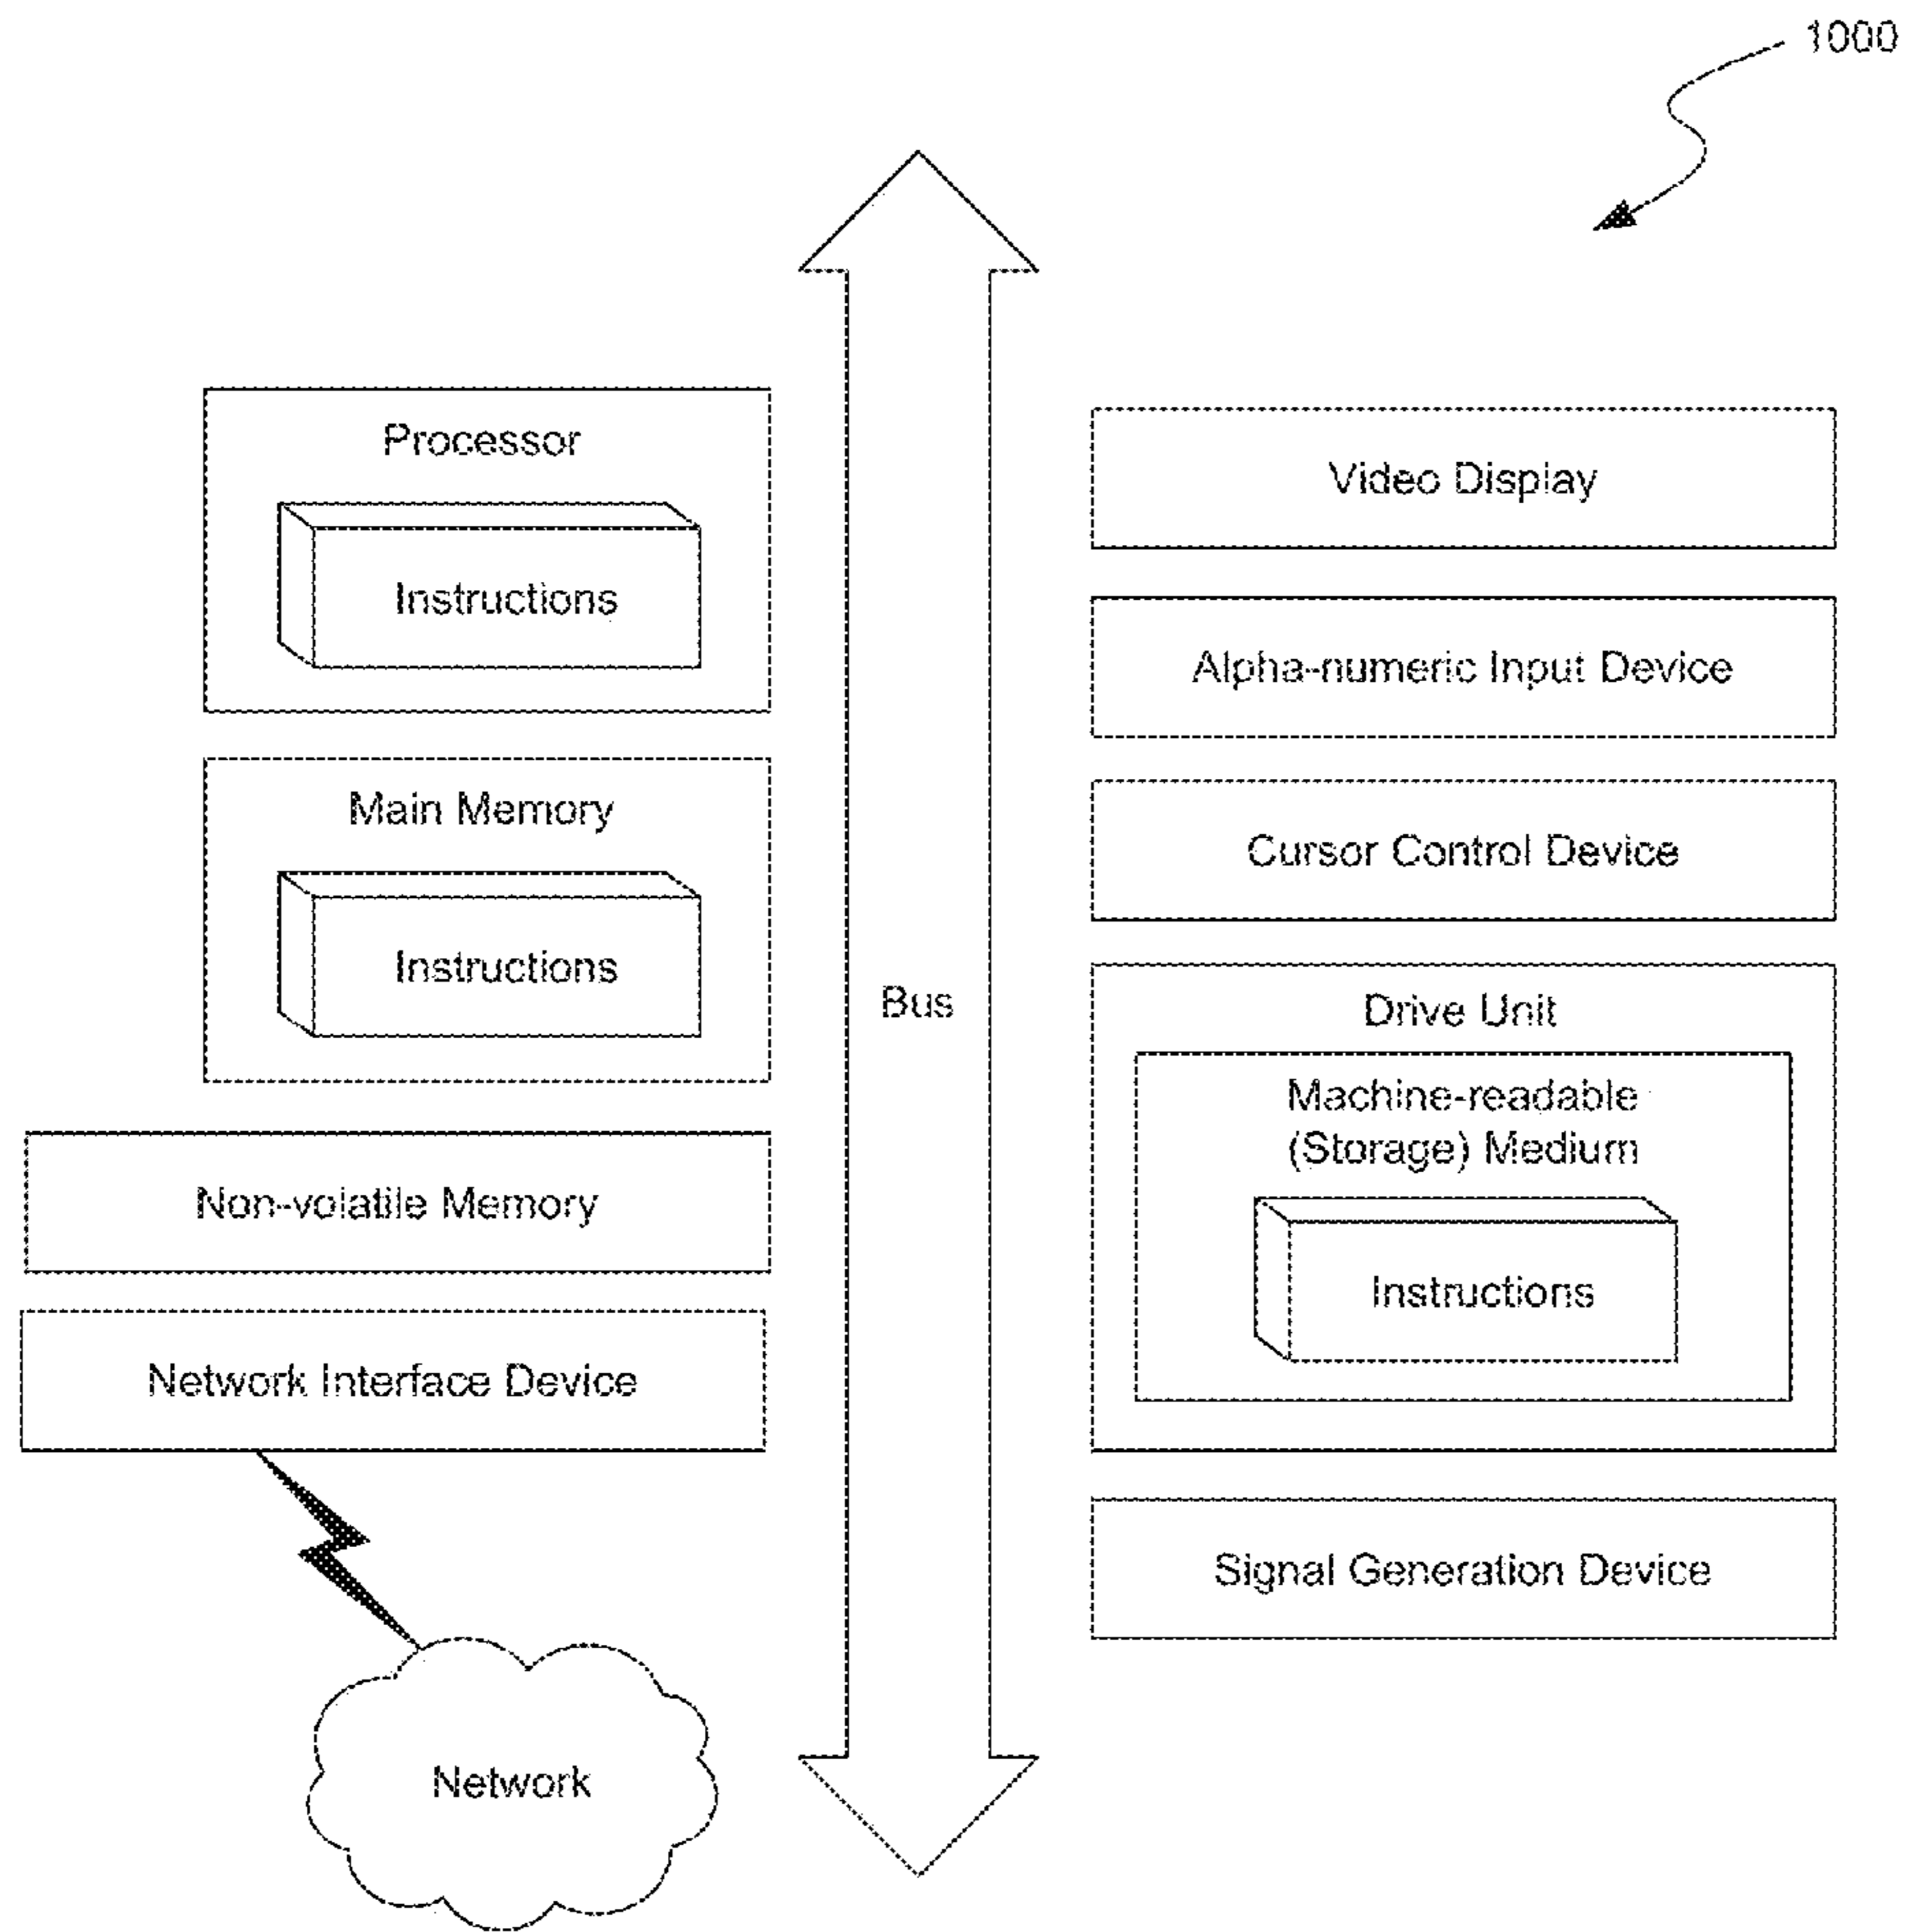 1000
Processor
Instructions
Main Memory
Instructions
Non-volatile Memory
Network Interface Device
Network
Bus
Video Display
Alpha-numeric Input Device
Cursor Control Device
Drive Unit
Machine-readable
(Storage) Medium
Instructions
Signal Generation Device